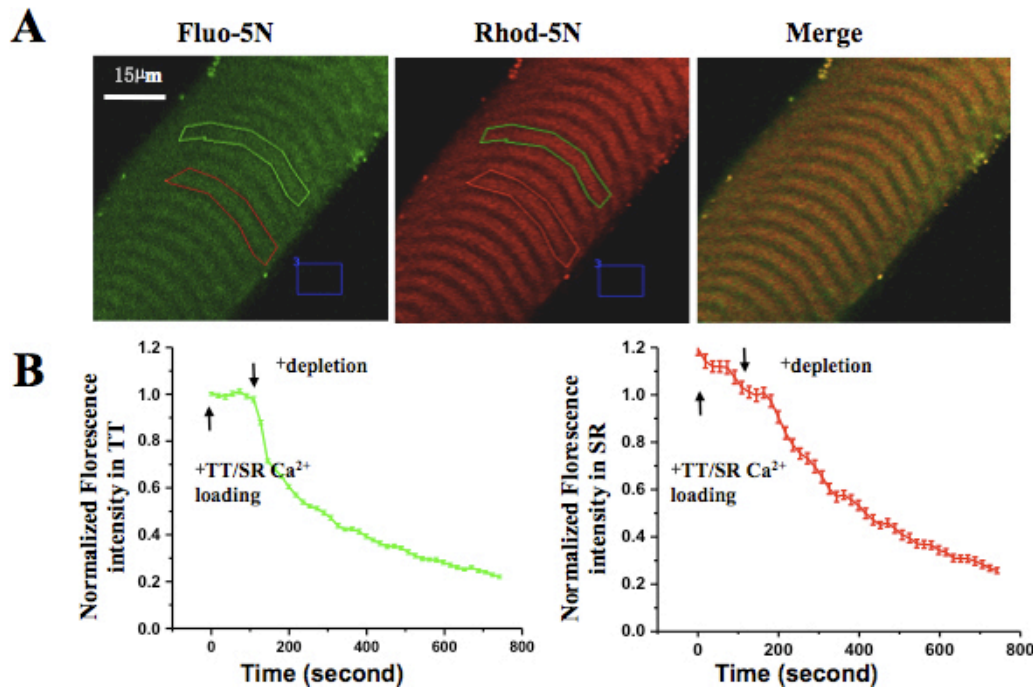 A
Fluo-5N
Rhod-5N
Merge
15μm
3
3
B
Normalized Florescence
intensity in TT
1.2
1.0
0.8
0.6
0.4
0.2
0.0
+depletion
+TT/SR Ca²⁺
loading
0
200
400
600
800
Time (second)
Normalized Florescence
intensity in SR
1.2
1.0
0.8
0.6
0.4
0.2
0.0
+depletion
+TT/SR Ca²⁺
loading
0
200
400
600
800
Time (second)